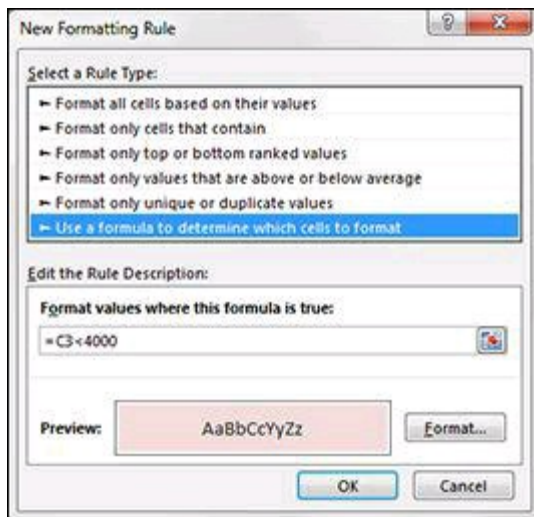 New Formatting Rule
Select a Rule Type:
► Format all cells based on their values
► Format only cells that contain
► Format only top or bottom ranked values
► Format only values that are above or below average
► Format only unique or duplicate values
► Use a formula to determine which cells to format
Edit the Rule Description:
Format values where this formula is true:
=C3<4000
Preview: AaBbCcYyZz Format...
OK Cancel